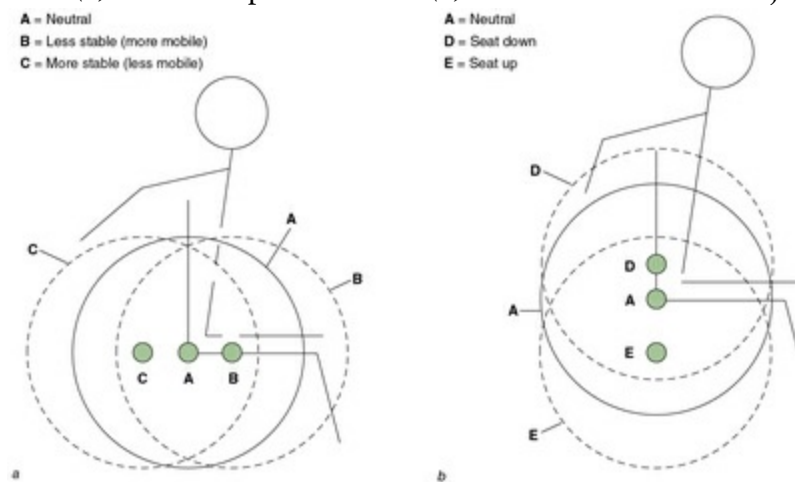 A = Neutral
B = Less stable (more mobile)
C = More stable (less mobile)
A
C
B
C
A
B
a
A = Neutral
D = Seat down
E = Seat up
D
D
A
A
E
E
b